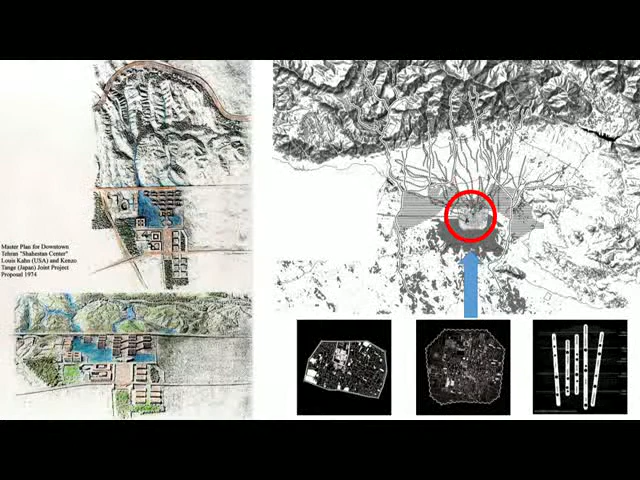 Master Plan for Downtown
Tehran "Shahestan Center"
Louis Kahn (USA) and Kenzo
Tange (Japan) Joint Project
Proposal 1974